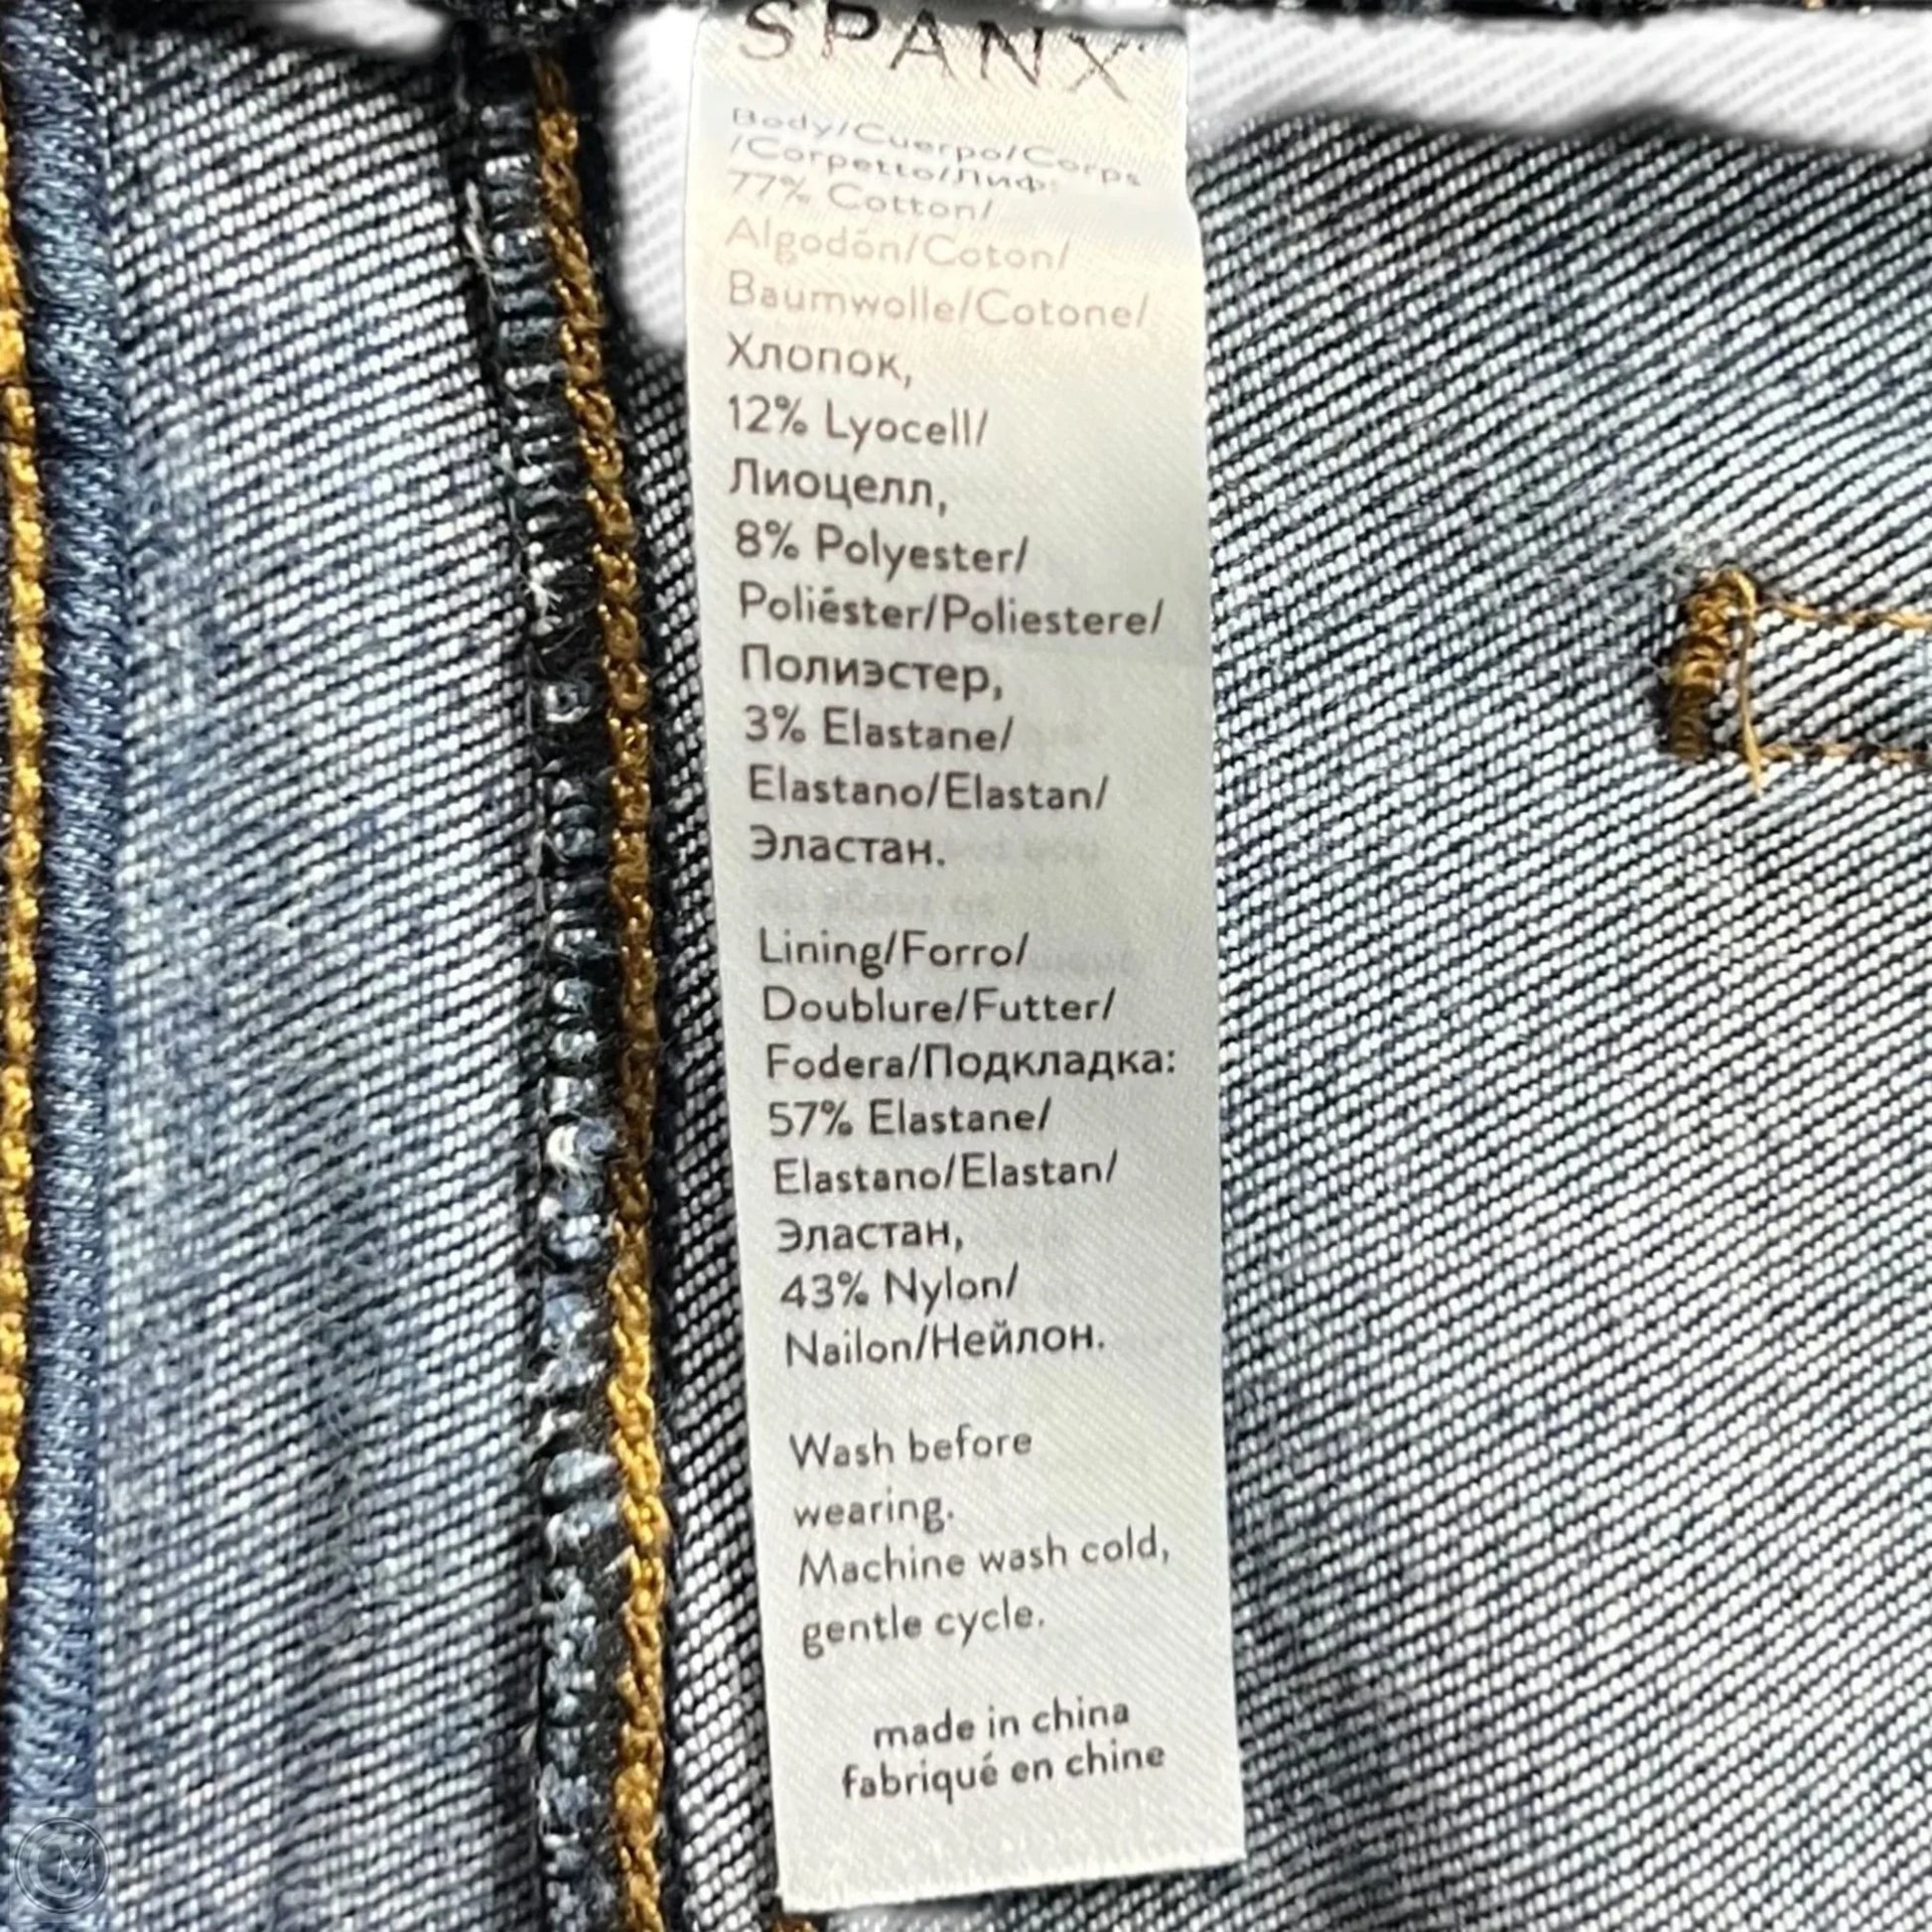 SPANX
Body/Cuerpo/Corps
/Corpetto/Лиф:
77% Cotton/
Algodón/Coton/
Baumwolle/Cotone/
Хлопок,
12% Lyocell/
Лиоцелл,
8% Polyester/
Poliéster/Poliestere/
Полиэстер,
3% Elastane/
Elastano/Elastan/
Эластан.
Lining/Forro/
Doublure/Futter/
Fodera/Подкладка:
57% Elastane/
Elastano/Elastan/
Эластан,
43% Nylon/
Nailon/Нейлон.
Wash before
wearing.
Machine wash cold,
gentle cycle.
made in china
fabriqué en chine